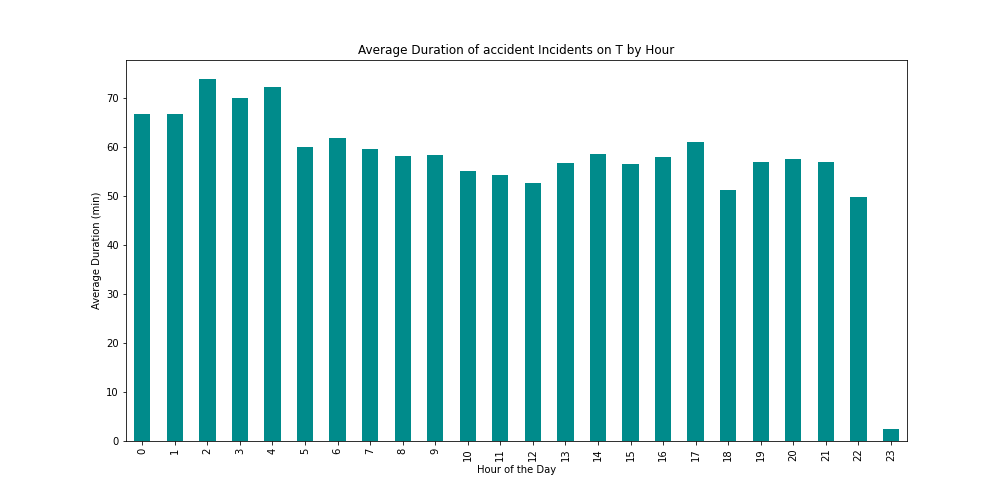 Average Duration of accident Incidents on T by Hour
Average Duration (min)
70
60
50
40
30
20
10
0
0 1 2 3 4 5 6 7 8 9 10 11 12 13 14 15 16 17 18 19 20 21 22 23
Hour of the Day